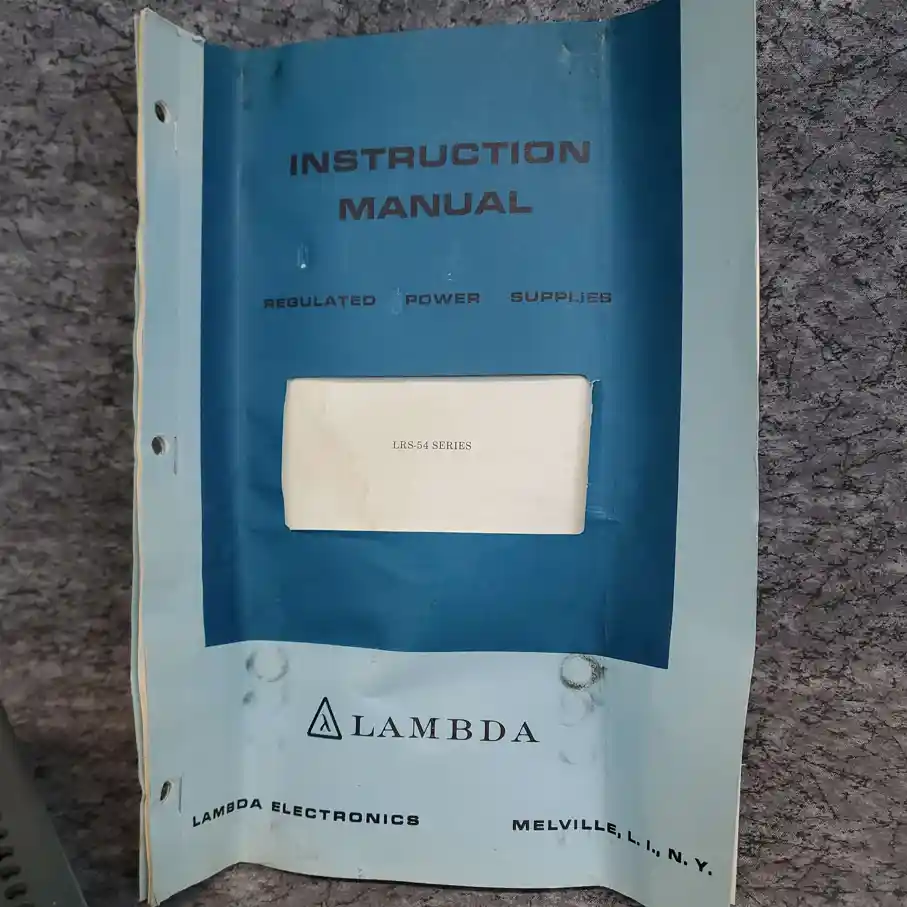 INSTRUCTION
MANUAL
REGULATED POWER SUPPLIES
LRS-54 SERIES
λ LAMBDA
LAMBDA ELECTRONICS MELVILLE, L. I., N. Y.